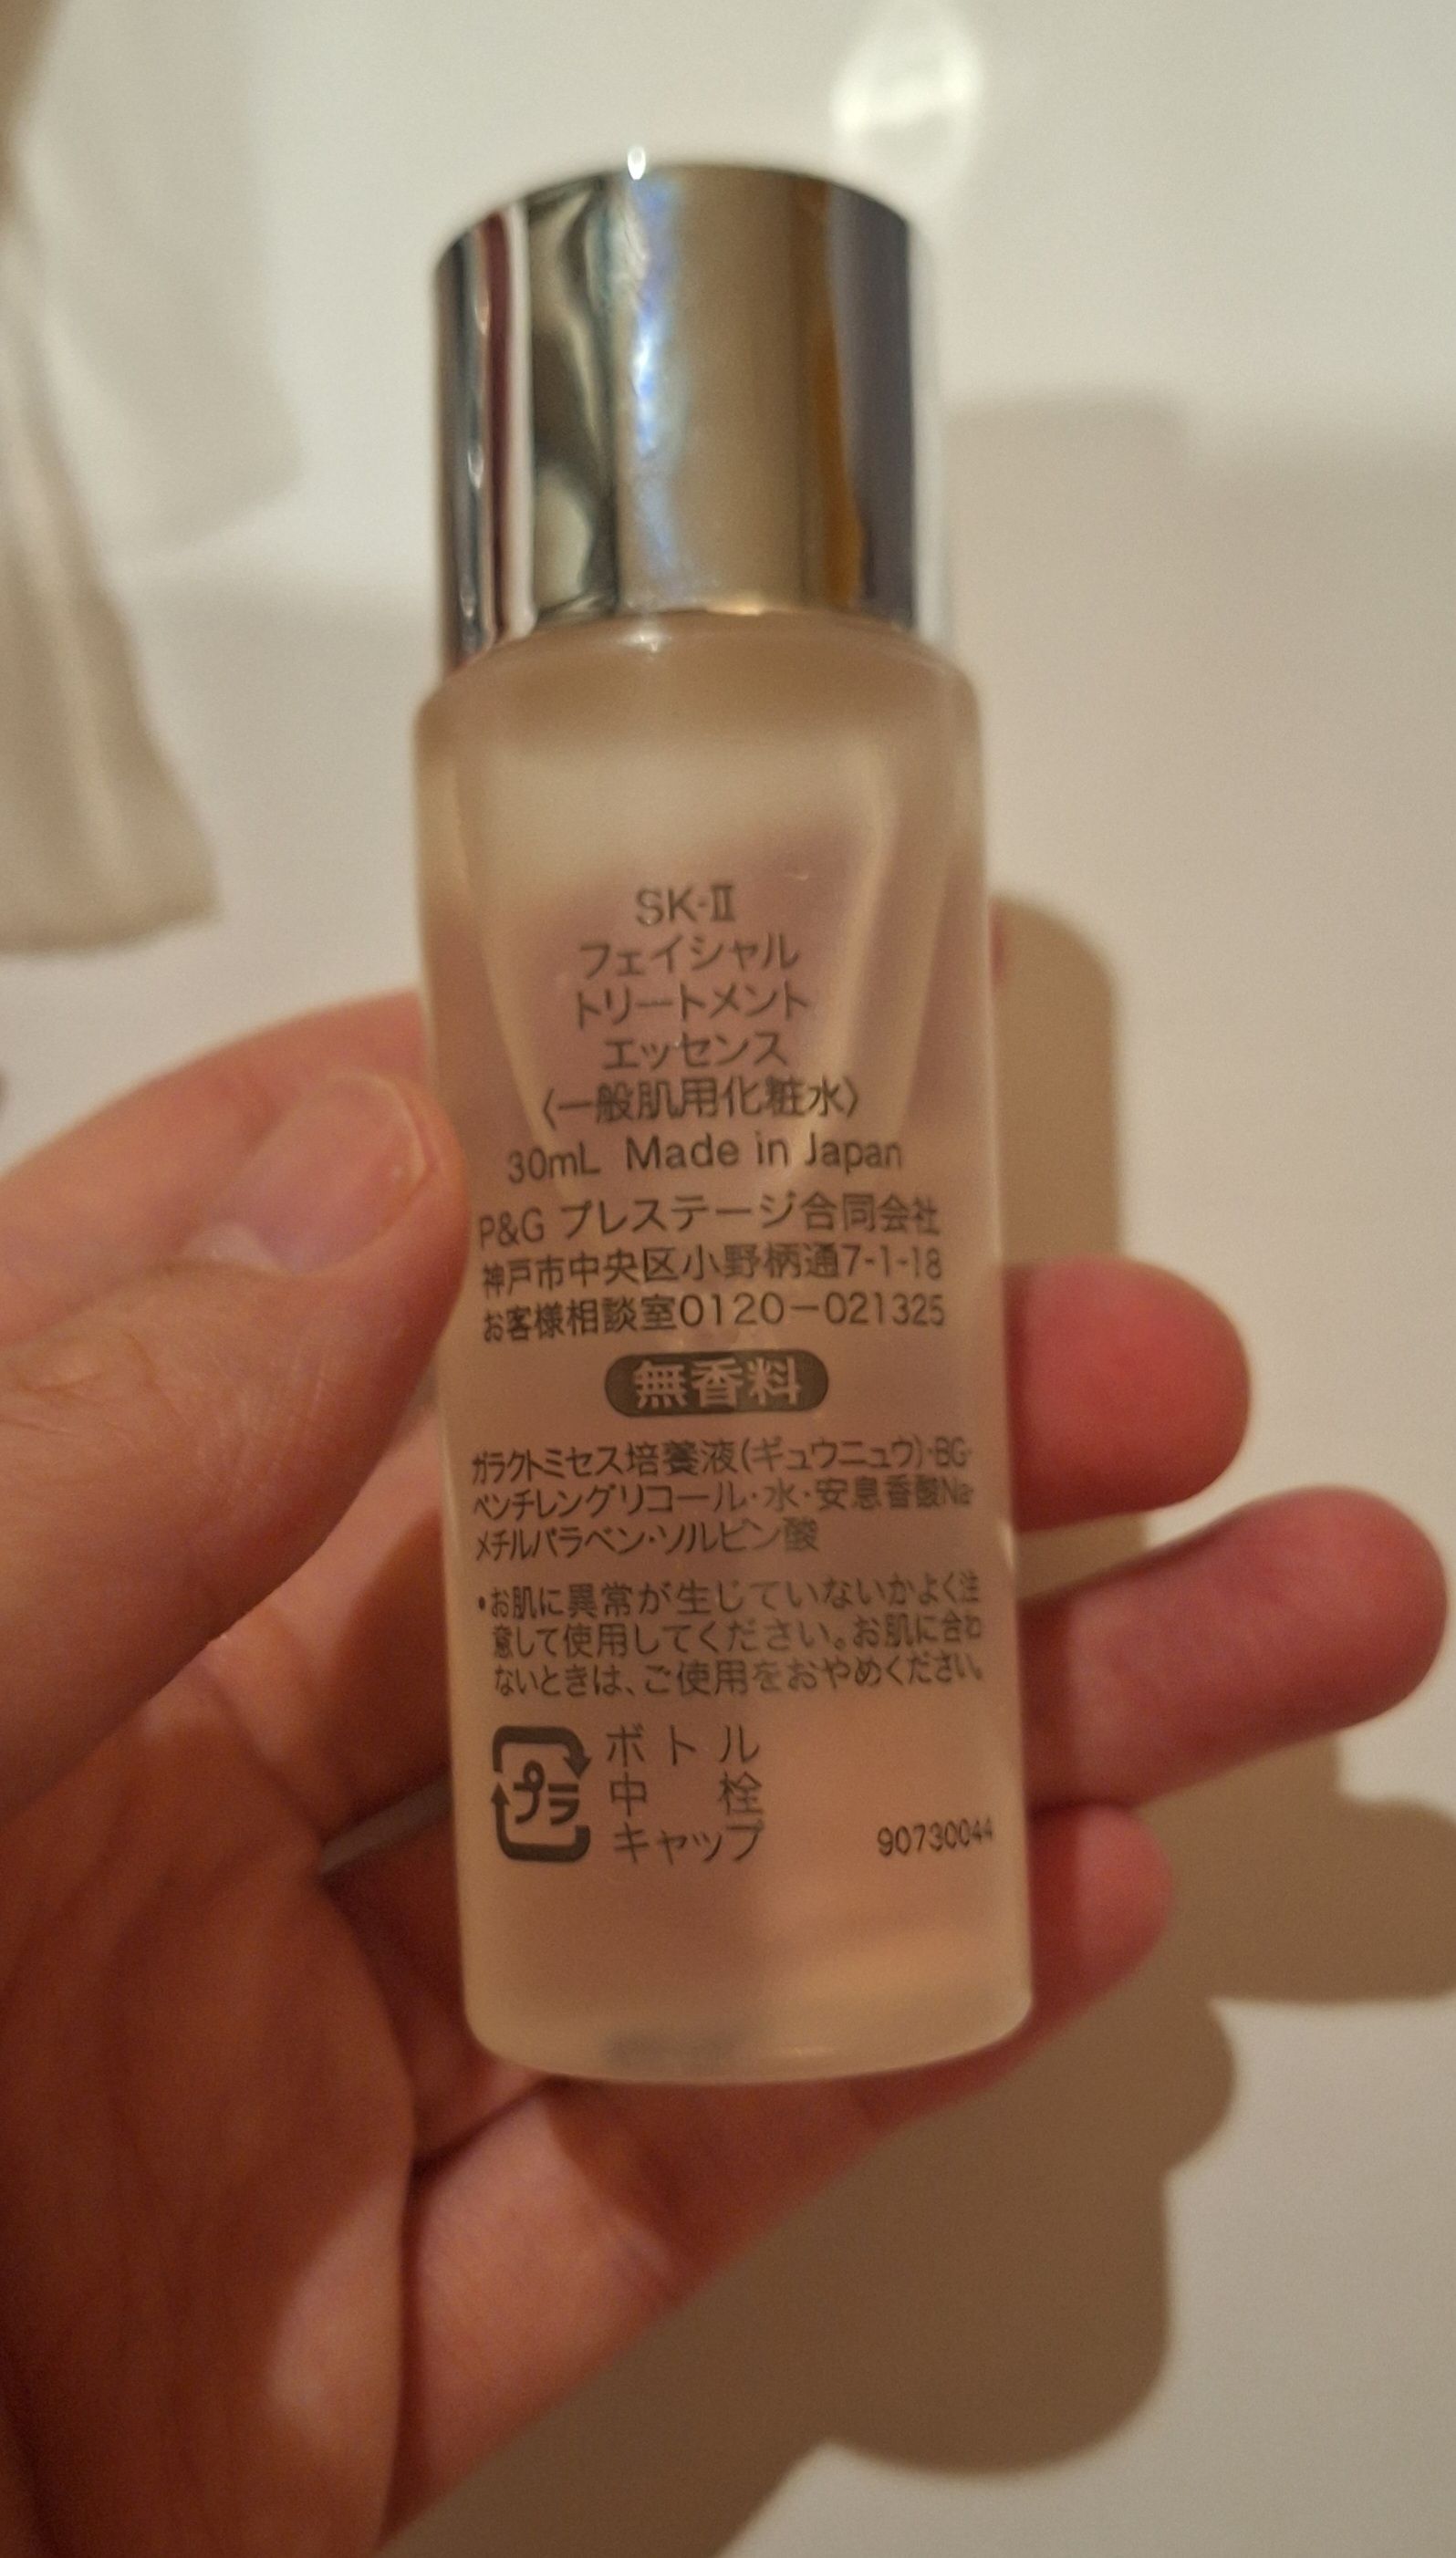 SK-Ⅱ
フェイシャル
トリートメント
エッセンス
〈一般肌用化粧水〉
30mL Made in Japan
P&G プレステージ合同会社
神戸市中央区小野柄通7-1-18
お客様相談室0120-021325
無香料
ガラクトミセス培養液(ギュウニュウ)・BG・
ペンチレングリコール・水・安息香酸Na・
メチルパラベン・ソルビン酸
・お肌に異常が生じていないかよく注
意して使用してください。お肌に合わ
ないときは、ご使用をおやめください。
プラ
ボトル
中 栓
キャップ
90730044